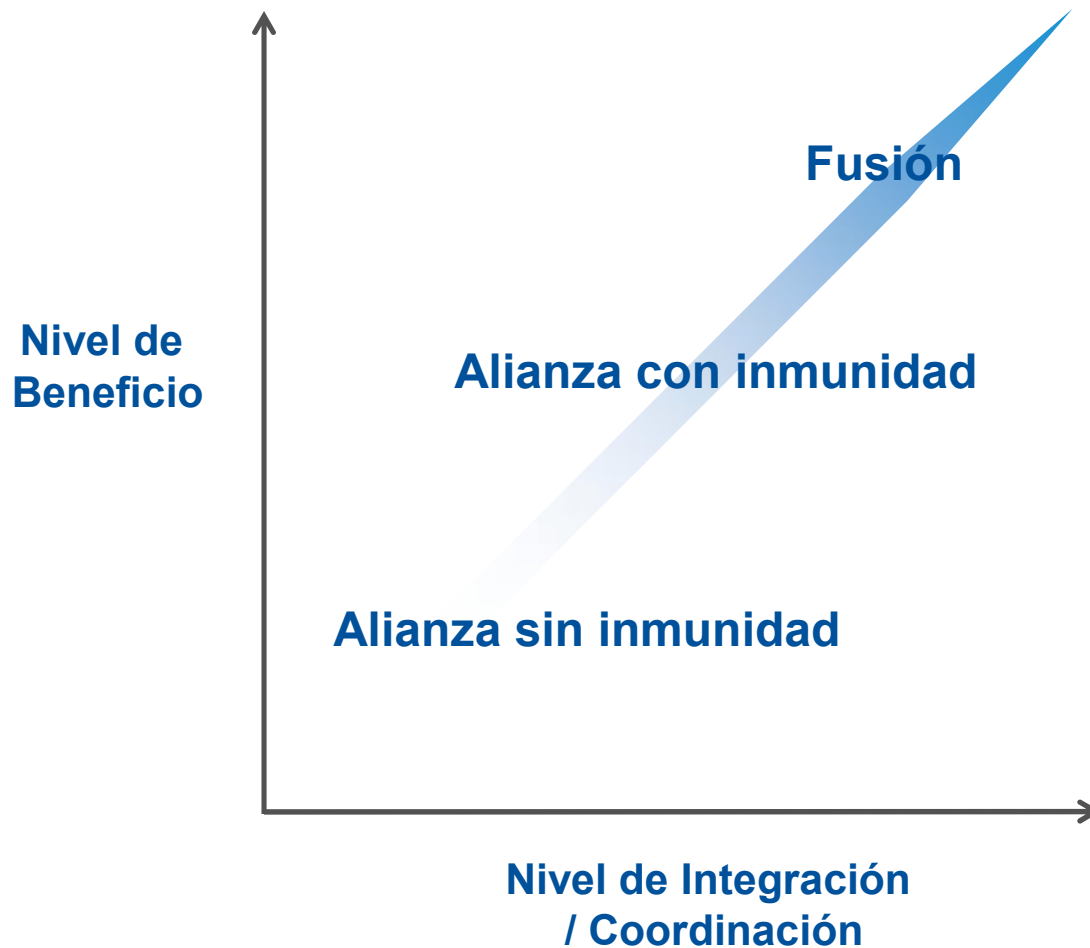 Fusión
Nivel de
Beneficio
Alianza con inmunidad
Alianza sin inmunidad
Nivel de Integración
/ Coordinación